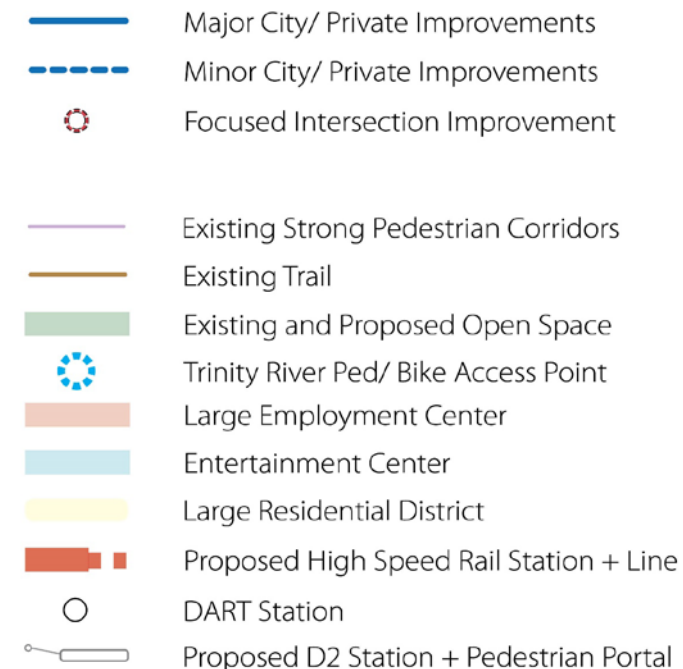 Major City/ Private Improvements
Minor City/ Private Improvements
Focused Intersection Improvement
Existing Strong Pedestrian Corridors
Existing Trail
Existing and Proposed Open Space
Trinity River Ped/ Bike Access Point
Large Employment Center
Entertainment Center
Large Residential District
Proposed High Speed Rail Station + Line
DART Station
Proposed D2 Station + Pedestrian Portal